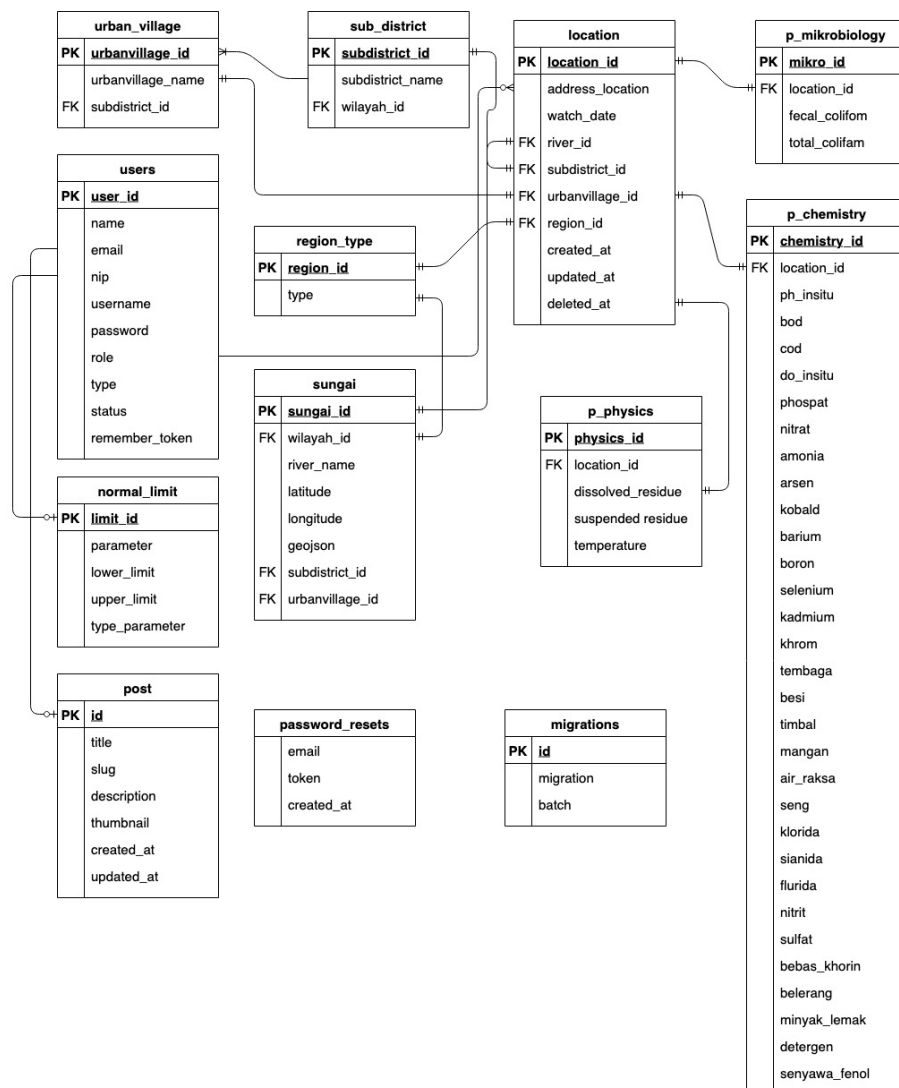 urban_village
PK urbanvillage_id
urbanvillage_name
FK subdistrict_id
sub_district
PK subdistrict_id
subdistrict_name
FK wilayah_id
location
PK location_id
address_location
watch_date
FK river_id
FK subdistrict_id
FK urbanvillage_id
FK region_id
created_at
updated_at
deleted_at
p_mikrobiology
PK mikro_id
FK location_id
fecal_colifom
total_colifam
users
PK user_id
name
email
nip
username
password
role
type
status
remember_token
region_type
PK region_id
type
p_chemistry
PK chemistry_id
FK location_id
ph_insitu
bod
cod
do_insitu
phospat
nitrat
amonia
arsen
kobald
barium
boron
selenium
kadmium
khrom
tembaga
besi
timbal
mangan
air_raksa
seng
klorida
sianida
flurida
nitrit
sulfat
bebas_khorin
belerang
minyak_lemak
detergen
senyawa_fenol
sungai
PK sungai_id
FK wilayah_id
river_name
latitude
longitude
geojson
FK subdistrict_id
FK urbanvillage_id
p_physics
PK physics_id
FK location_id
dissolved_residue
suspended residue
temperature
normal_limit
PK limit_id
parameter
lower_limit
upper_limit
type_parameter
post
PK id
title
slug
description
thumbnail
created_at
updated_at
password_resets
email
token
created_at
migrations
PK id
migration
batch